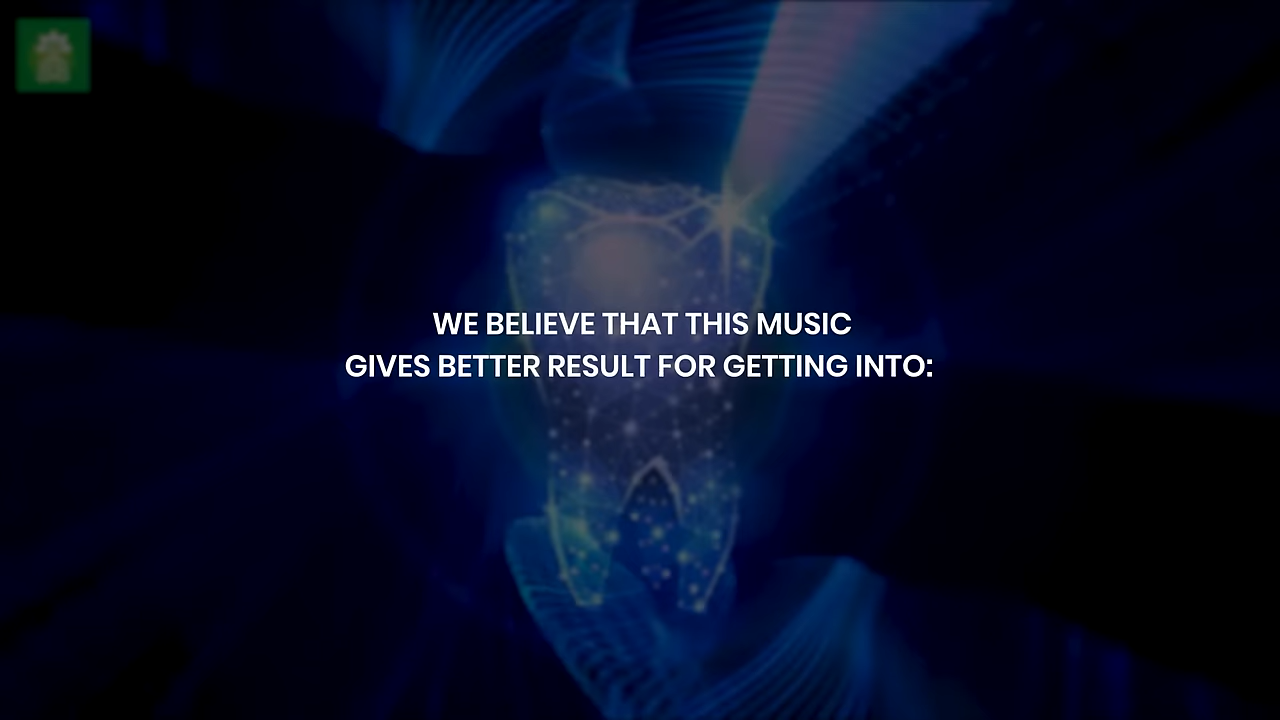 WE BELIEVE THAT THIS MUSIC
GIVES BETTER RESULT FOR GETTING INTO: